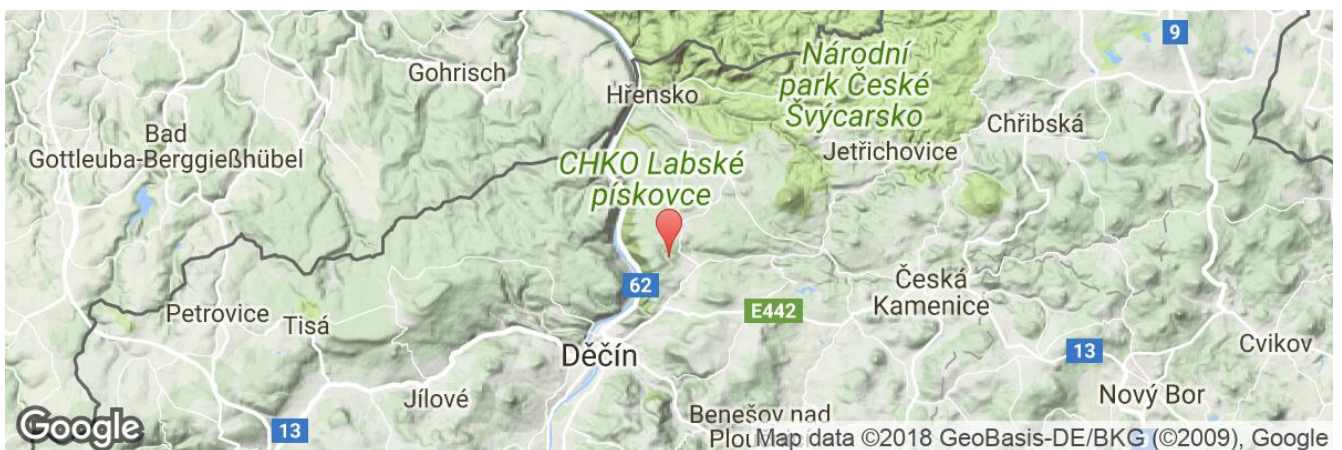 9
Národní
park České
Švýcarsko
Gohrisch
Hřensko
Chřibská
Bad
Gottleuba-Berggießhübel
Jetřichovice
CHKO Labské
pískovce
62
Česká
Kamenice
Petrovice
Tisá
E442
Děčín
13
Cvikov
Jílové
Nový Bor
Benešov nad
Google
13
Map data ©2018 GeoBasis-DE/BKG (©2009), Google